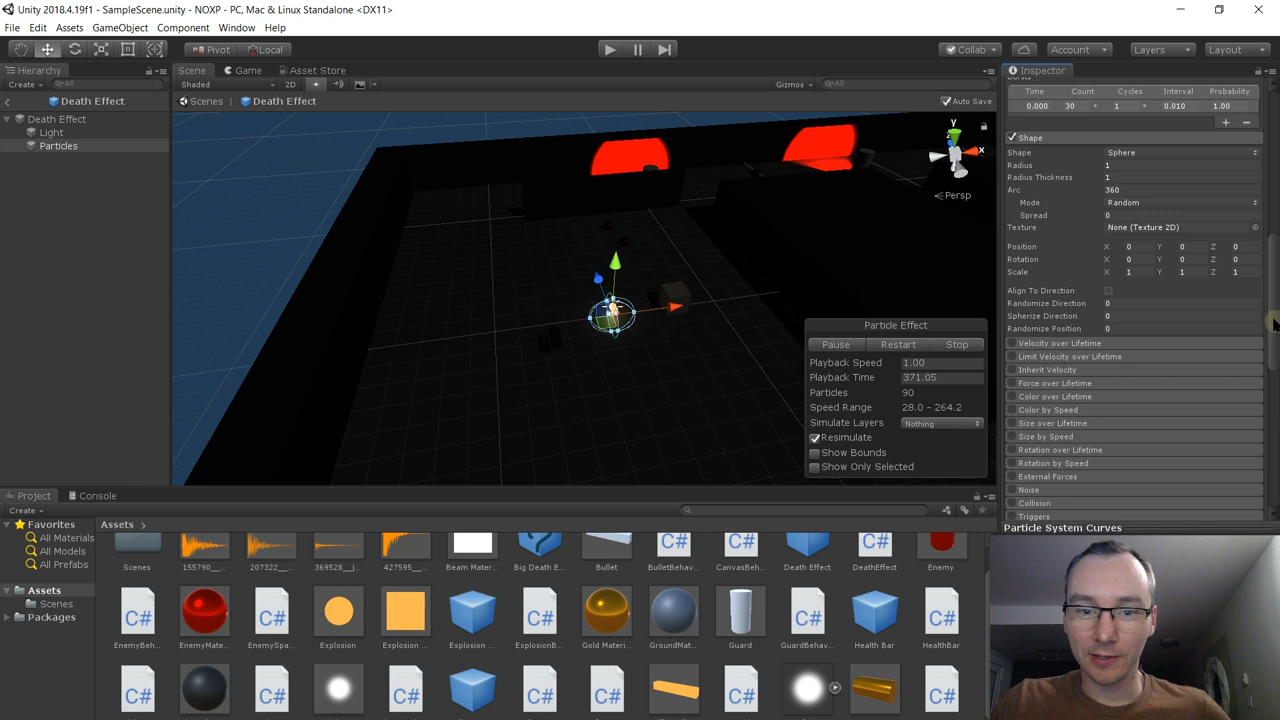 Unity 2018.4.19f1 - SampleScene.unity - NOXP - PC, Mac & Linux Standalone <DX11>
File Edit Assets GameObject Component Window Help
Pivot Local Collab Account Layers Layout
Hierarchy
Create All
Death Effect
Death Effect
Light
Particles
Scene Game Asset Store
Shaded 2D Gizmos All
Scenes Death Effect Auto Save
y
x
Persp
Particle Effect
Pause Restart Stop
Playback Speed 1.00
Playback Time 371.05
Particles 90
Speed Range 28.0 - 264.2
Simulate Layers Nothing
Resimulate
Show Bounds
Show Only Selected
Inspector
Time Count Cycles Interval Probability
0.000 30 1 0.010 1.00
Shape
Shape Sphere
Radius 1
Radius Thickness 1
Arc 360
Mode Random
Spread 0
Texture None (Texture 2D)
Position X 0 Y 0 Z 0
Rotation X 0 Y 0 Z 0
Scale X 1 Y 1 Z 1
Align To Direction
Randomize Direction 0
Spherize Direction 0
Randomize Position 0
Velocity over Lifetime
Limit Velocity over Lifetime
Inherit Velocity
Force over Lifetime
Color over Lifetime
Color by Speed
Size over Lifetime
Size by Speed
Rotation over Lifetime
Rotation by Speed
External Forces
Noise
Collision
Triggers
Particle System Curves
Project Console
Create
Favorites
All Materials
All Models
All Prefabs
Assets
Scenes
Packages
Assets
Scenes 155790__... 207322__... 369528__j... 427595__... Beam Mater... Big Death E... Bullet BulletBehav... CanvasBeh... Death Effect DeathEffect Enemy
C# C# C#
EnemyBeh... EnemyMate... EnemySpa... Explosion Explosion ... Explosion ... ExplosionB... Gold Materi... GroundMat... Guard GuardBehav... Health Bar HealthBar
C# C# C# C# C#
C# C# C# C#